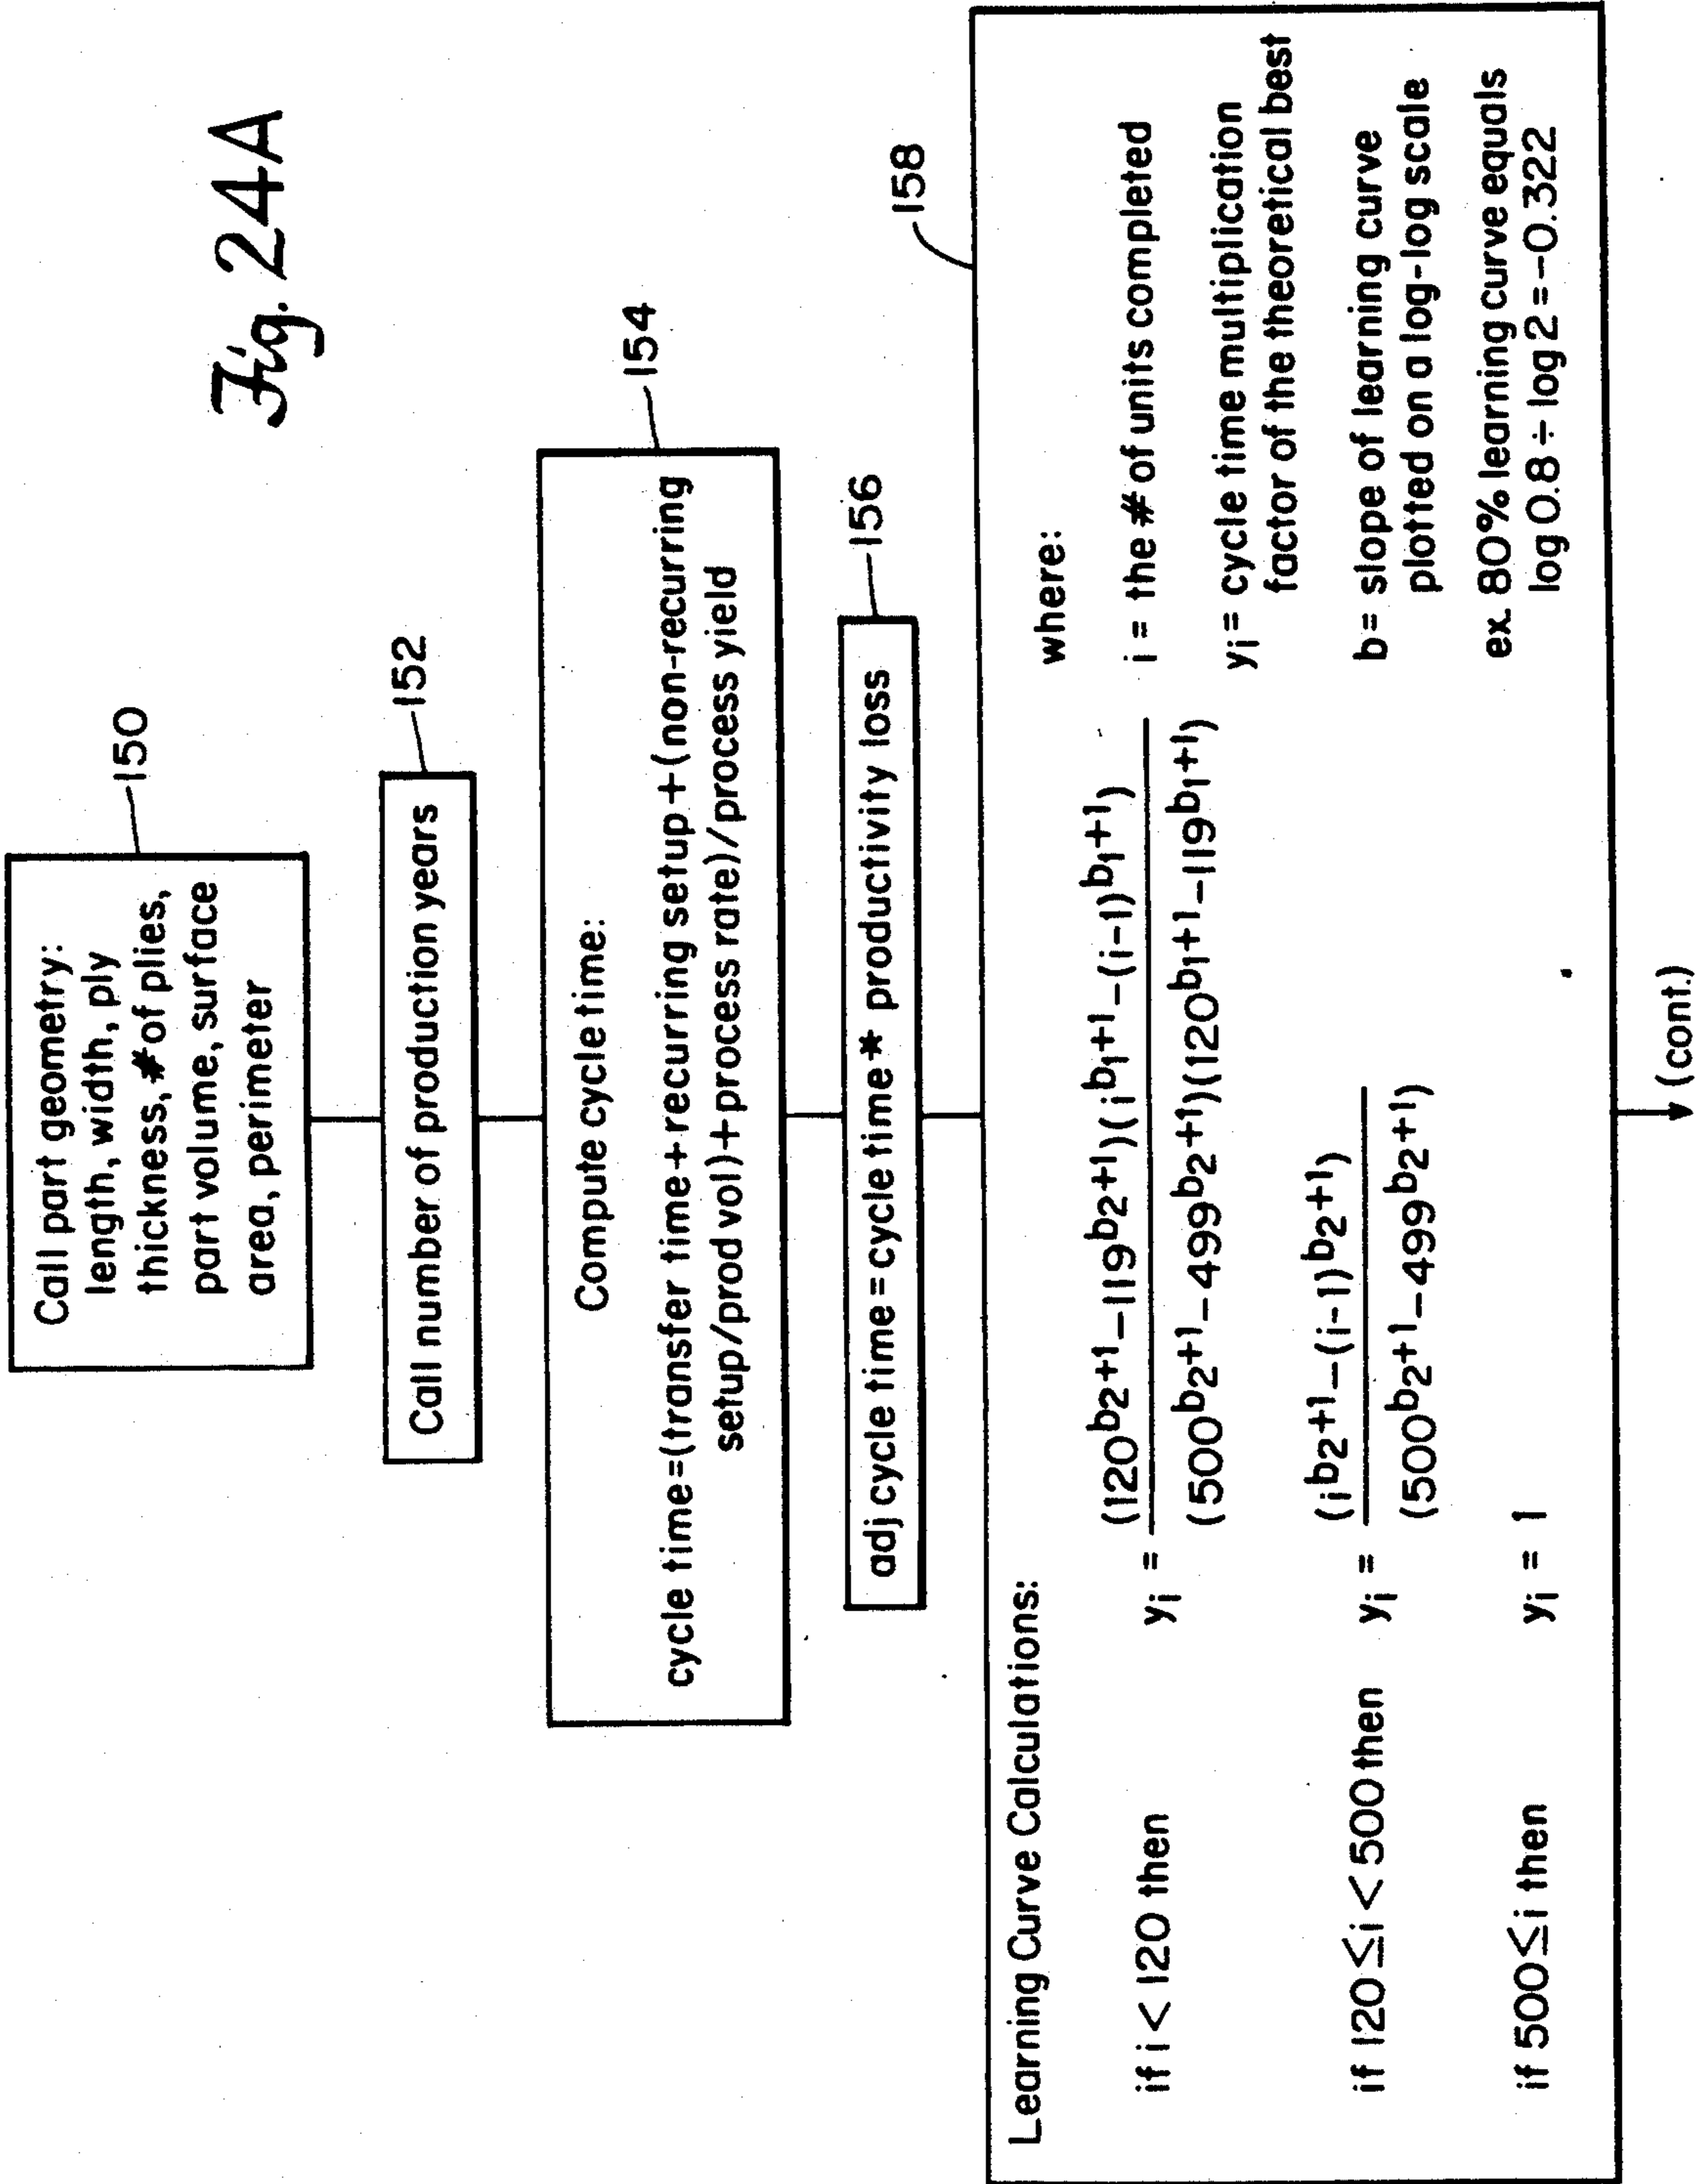 Fig. 24A
Call part geometry:
length, width, ply
thickness, # of plies,
part volume, surface
area, perimeter
150
Call number of production years
152
Compute cycle time:
cycle time=(transfer time+recurring setup+(non-recurring
setup/prod vol)+process rate)/process yield
154
adj cycle time=cycle time * productivity loss
156
158
Learning Curve Calculations:
if i < 120 then
yᵢ = (120^b₂+1−119^b₂+1)(i^b₁+1−(i−1)^b₁+1)
(500^b₂+1−499^b₂+1)(120^b₁+1−119^b₁+1)
if 120≤i<500 then
yᵢ = (i^b₂+1−(i−1)^b₂+1)
(500^b₂+1−499^b₂+1)
if 500≤i then
yᵢ = 1
where:
i = the # of units completed
yᵢ= cycle time multiplication
factor of the theoretical best
b= slope of learning curve
plotted on a log-log scale
ex. 80% learning curve equals
log 0.8 ÷ log 2 = −0.322
(cont.)